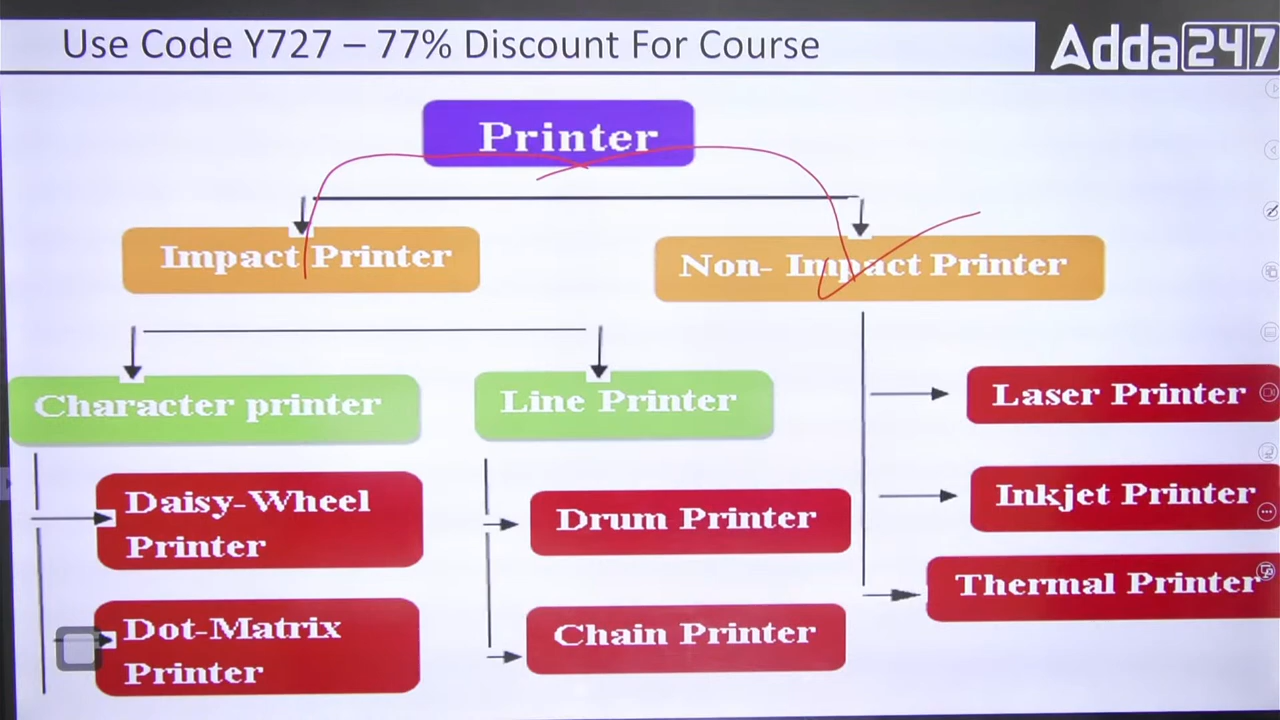 Use Code Y727 – 77% Discount For Course
Adda247
Printer
Impact Printer
Non- Impact Printer
Character printer
Line Printer
Laser Printer
Daisy-Wheel
Printer
Drum Printer
Inkjet Printer
Thermal Printer
Dot-Matrix
Printer
Chain Printer